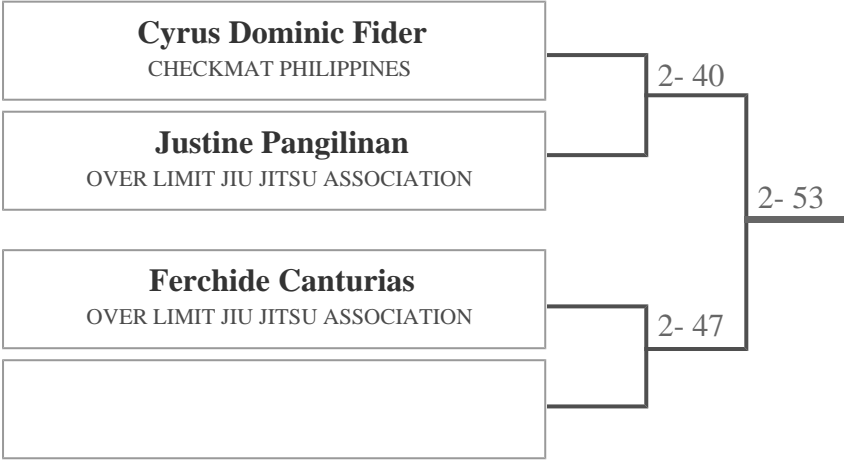 Cyrus Dominic Fider
CHECKMAT PHILIPPINES
2- 40
Justine Pangilinan
OVER LIMIT JIU JITSU ASSOCIATION
2- 53
Ferchide Canturias
OVER LIMIT JIU JITSU ASSOCIATION
2- 47